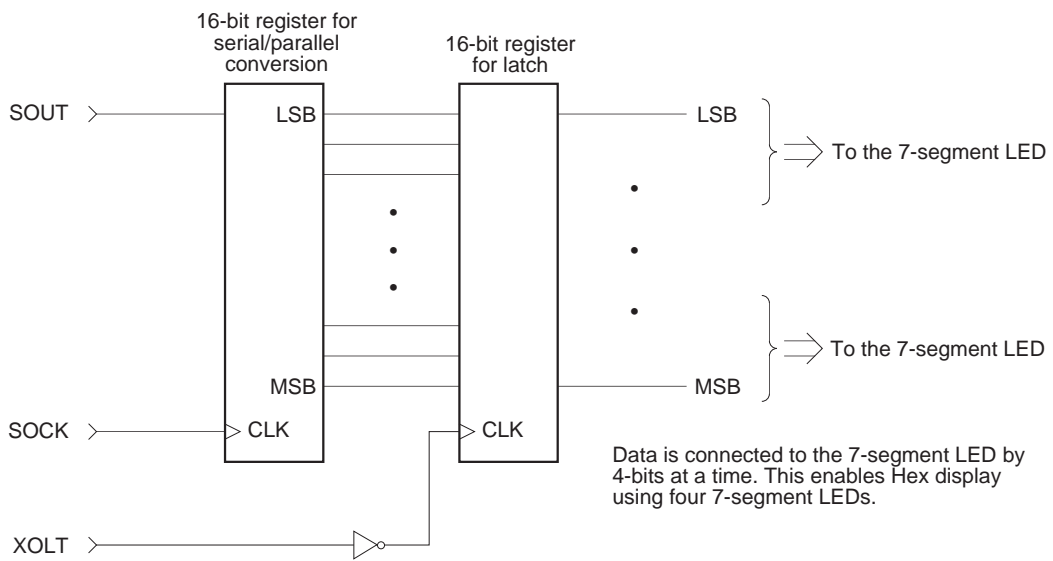 16-bit register for
serial/parallel
conversion
16-bit register
for latch
SOUT
LSB
LSB
To the 7-segment LED
To the 7-segment LED
MSB
MSB
SOCK
CLK
CLK
Data is connected to the 7-segment LED by
4-bits at a time. This enables Hex display
using four 7-segment LEDs.
XOLT